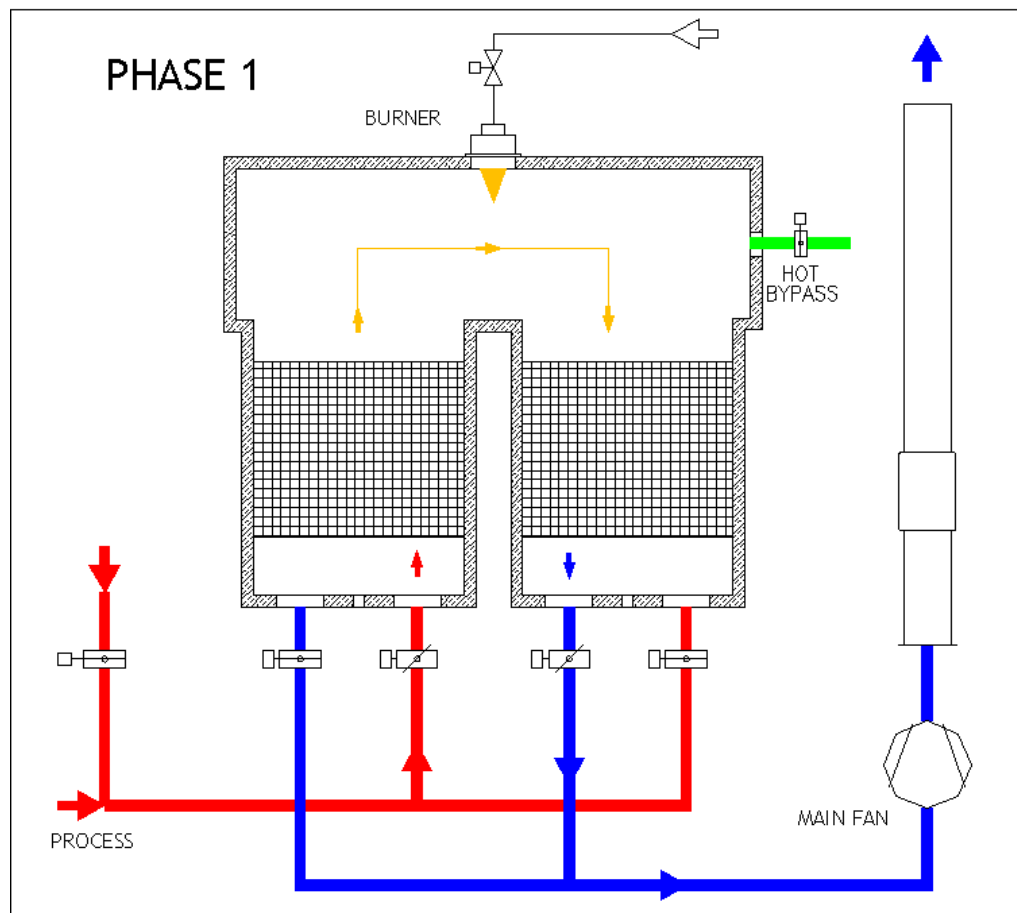 PHASE 1
BURNER
HOT
BYPASS
PROCESS
MAIN FAN